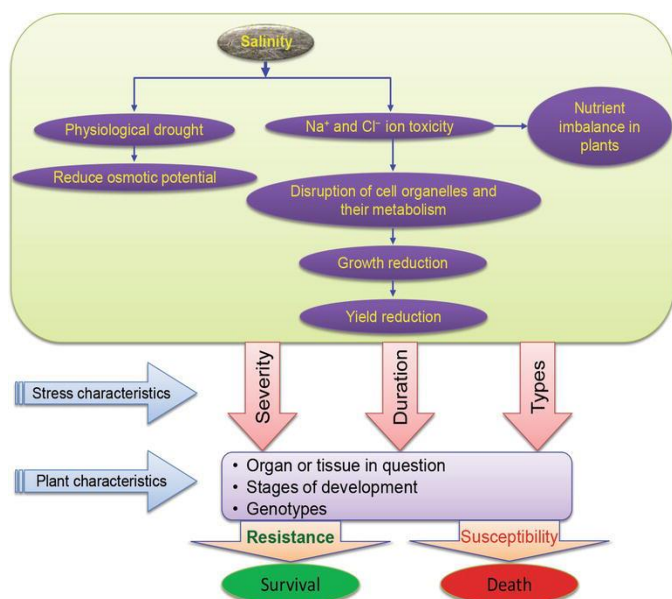 Salinity
Physiological drought
Na⁺ and Cl⁻ ion toxicity
Nutrient
imbalance in
plants
Reduce osmotic potential
Disruption of cell organelles and
their metabolism
Growth reduction
Yield reduction
Stress characteristics
Severity
Duration
Types
Plant characteristics
• Organ or tissue in question
• Stages of development
• Genotypes
Resistance
Susceptibility
Survival
Death